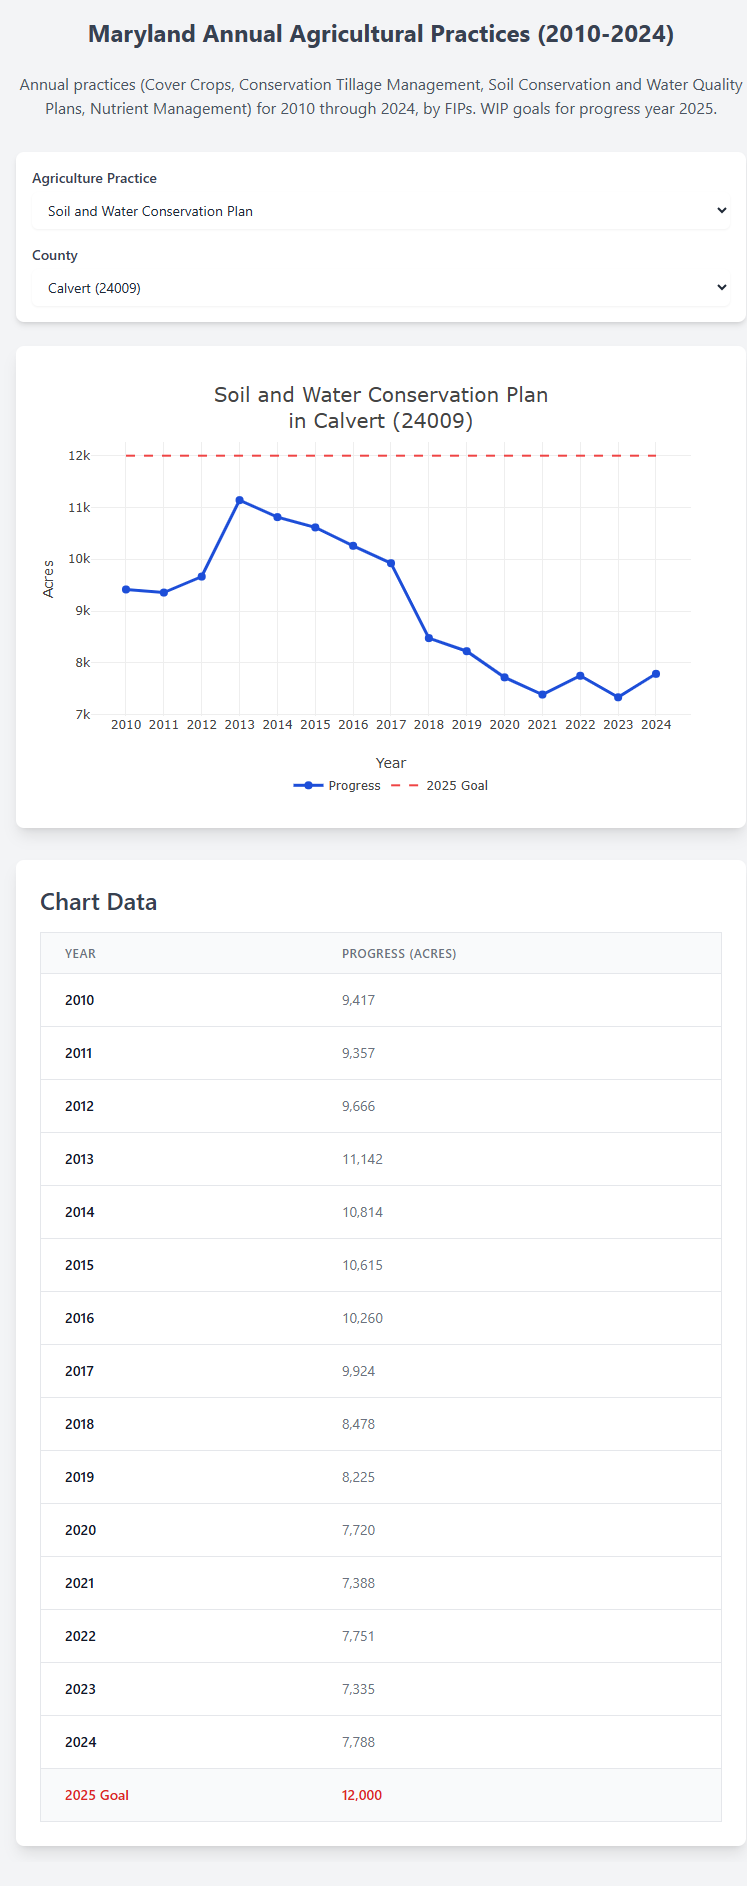 Maryland Annual Agricultural Practices (2010-2024)
Annual practices (Cover Crops, Conservation Tillage Management, Soil Conservation and Water Quality
Plans, Nutrient Management) for 2010 through 2024, by FIPs. WIP goals for progress year 2025.
Agriculture Practice
Soil and Water Conservation Plan
County
Calvert (24009)
Soil and Water Conservation Plan
in Calvert (24009)
12k
11k
10k
9k
8k
7k
Acres
2010 2011 2012 2013 2014 2015 2016 2017 2018 2019 2020 2021 2022 2023 2024
Year
Progress 2025 Goal
Chart Data
YEAR PROGRESS (ACRES)
2010 9,417
2011 9,357
2012 9,666
2013 11,142
2014 10,814
2015 10,615
2016 10,260
2017 9,924
2018 8,478
2019 8,225
2020 7,720
2021 7,388
2022 7,751
2023 7,335
2024 7,788
2025 Goal 12,000